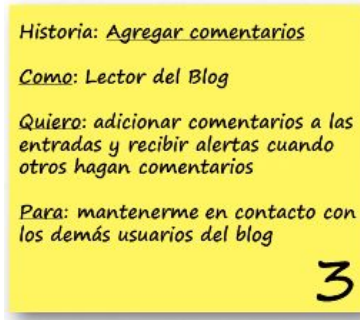 Historia: Agregar comentarios
Como: Lector del Blog
Quiero: adicionar comentarios a las
entradas y recibir alertas cuando
otros hagan comentarios
Para: mantenerme en contacto con
los demás usuarios del blog
3